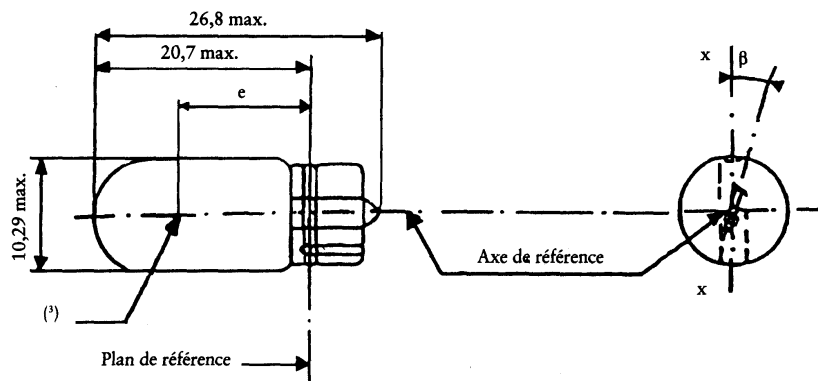 26,8 max.
20,7 max.
x
β
e
10,29 max.
Axe de référence
x
(³)
Plan de référence